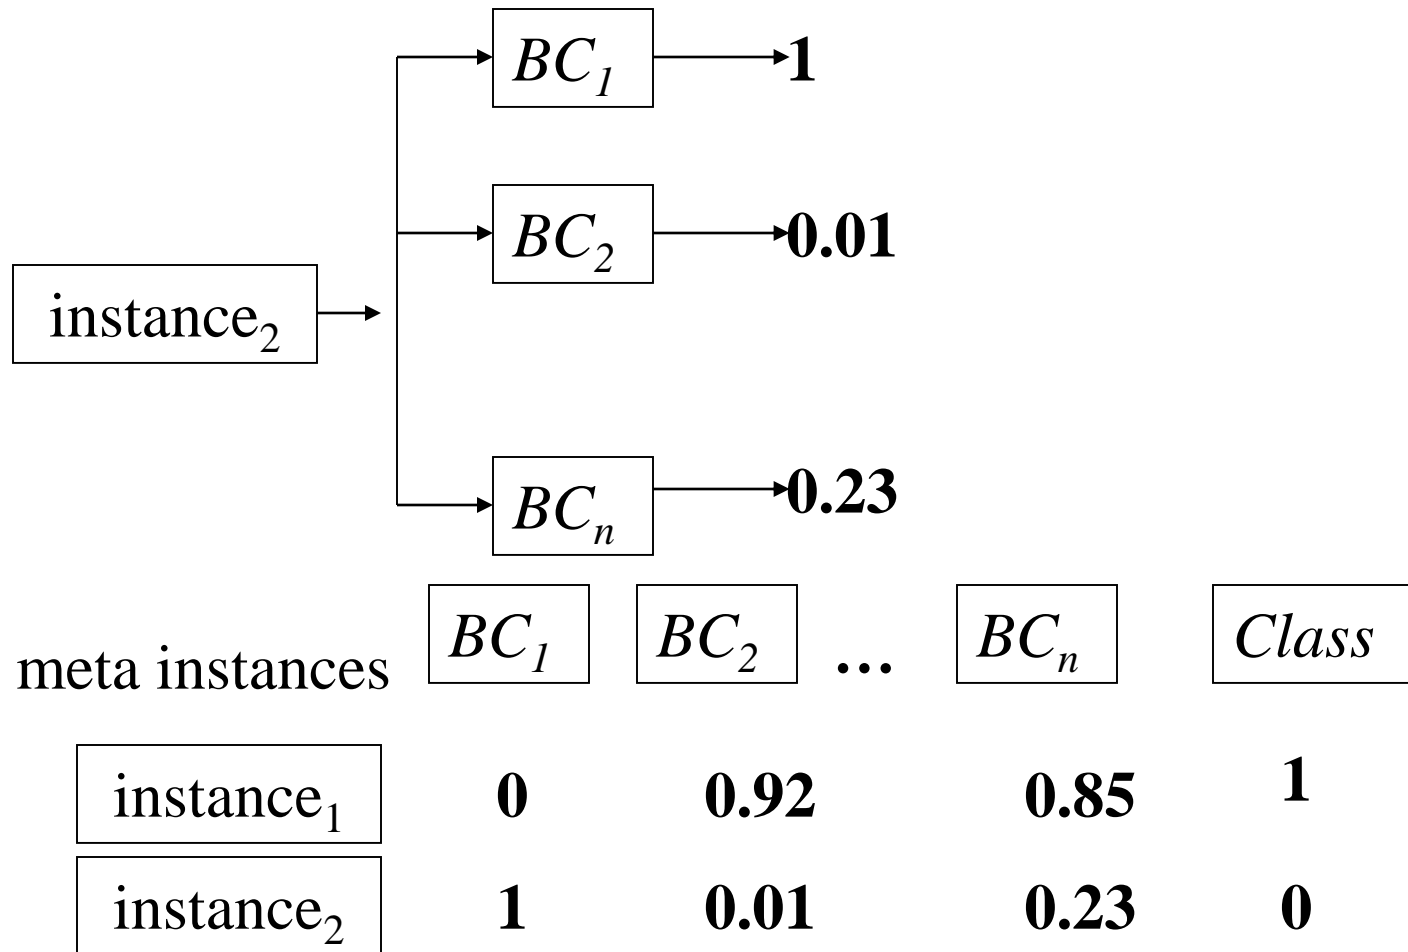 BC₁ 1
BC₂ 0.01
instance₂
BCₙ 0.23
meta instances BC₁ BC₂ ... BCₙ Class
instance₁ 0 0.92 0.85 1
instance₂ 1 0.01 0.23 0